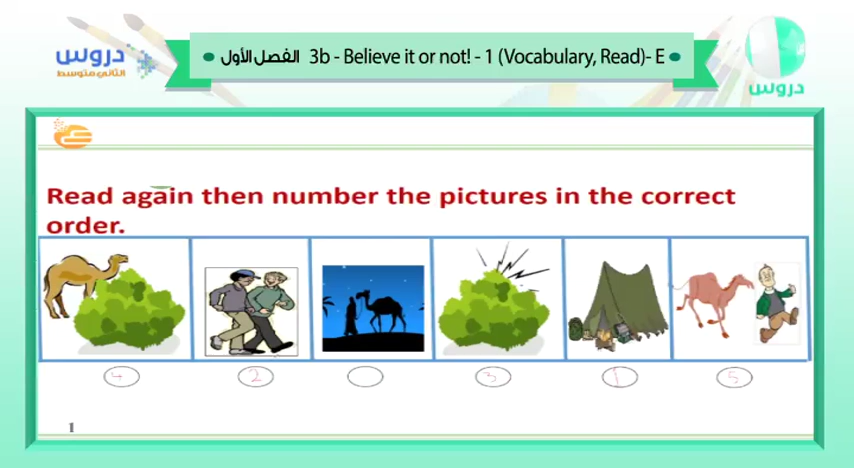 دروس
الثاني متوسط
3b - Believe it or not! - 1 (Vocabulary, Read)- E الفصل الأول
دروس
Read again then number the pictures in the correct
order.
4 2 3 1 5
1